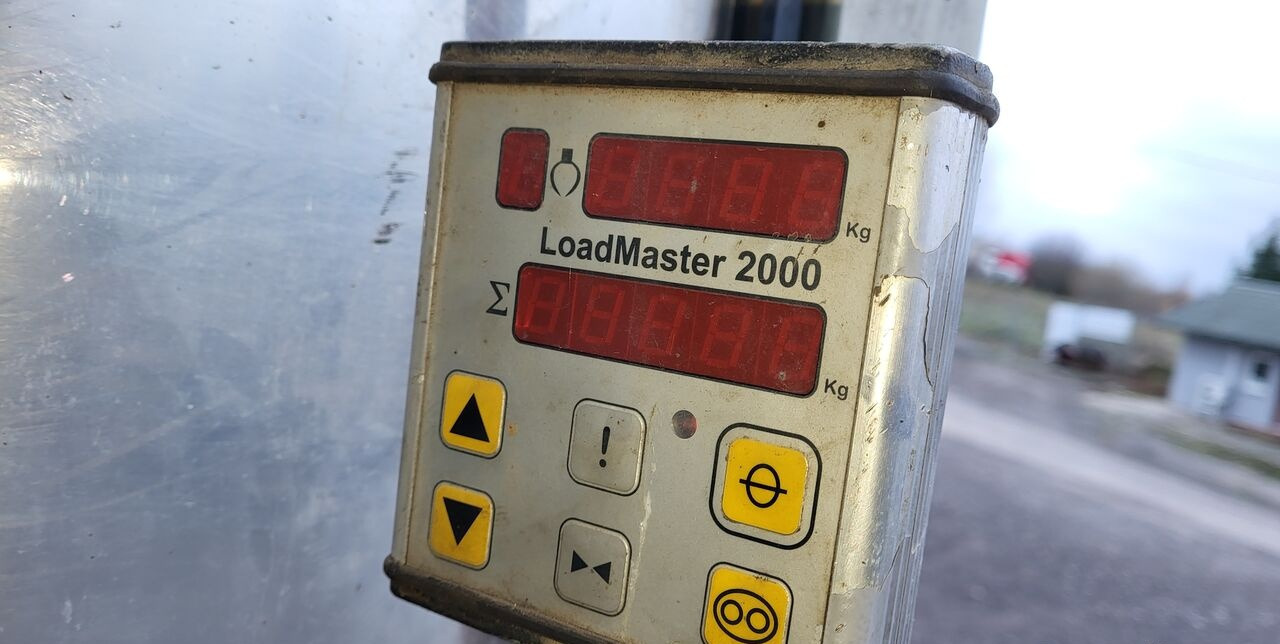 Kg
LoadMaster 2000
Σ
Kg
!